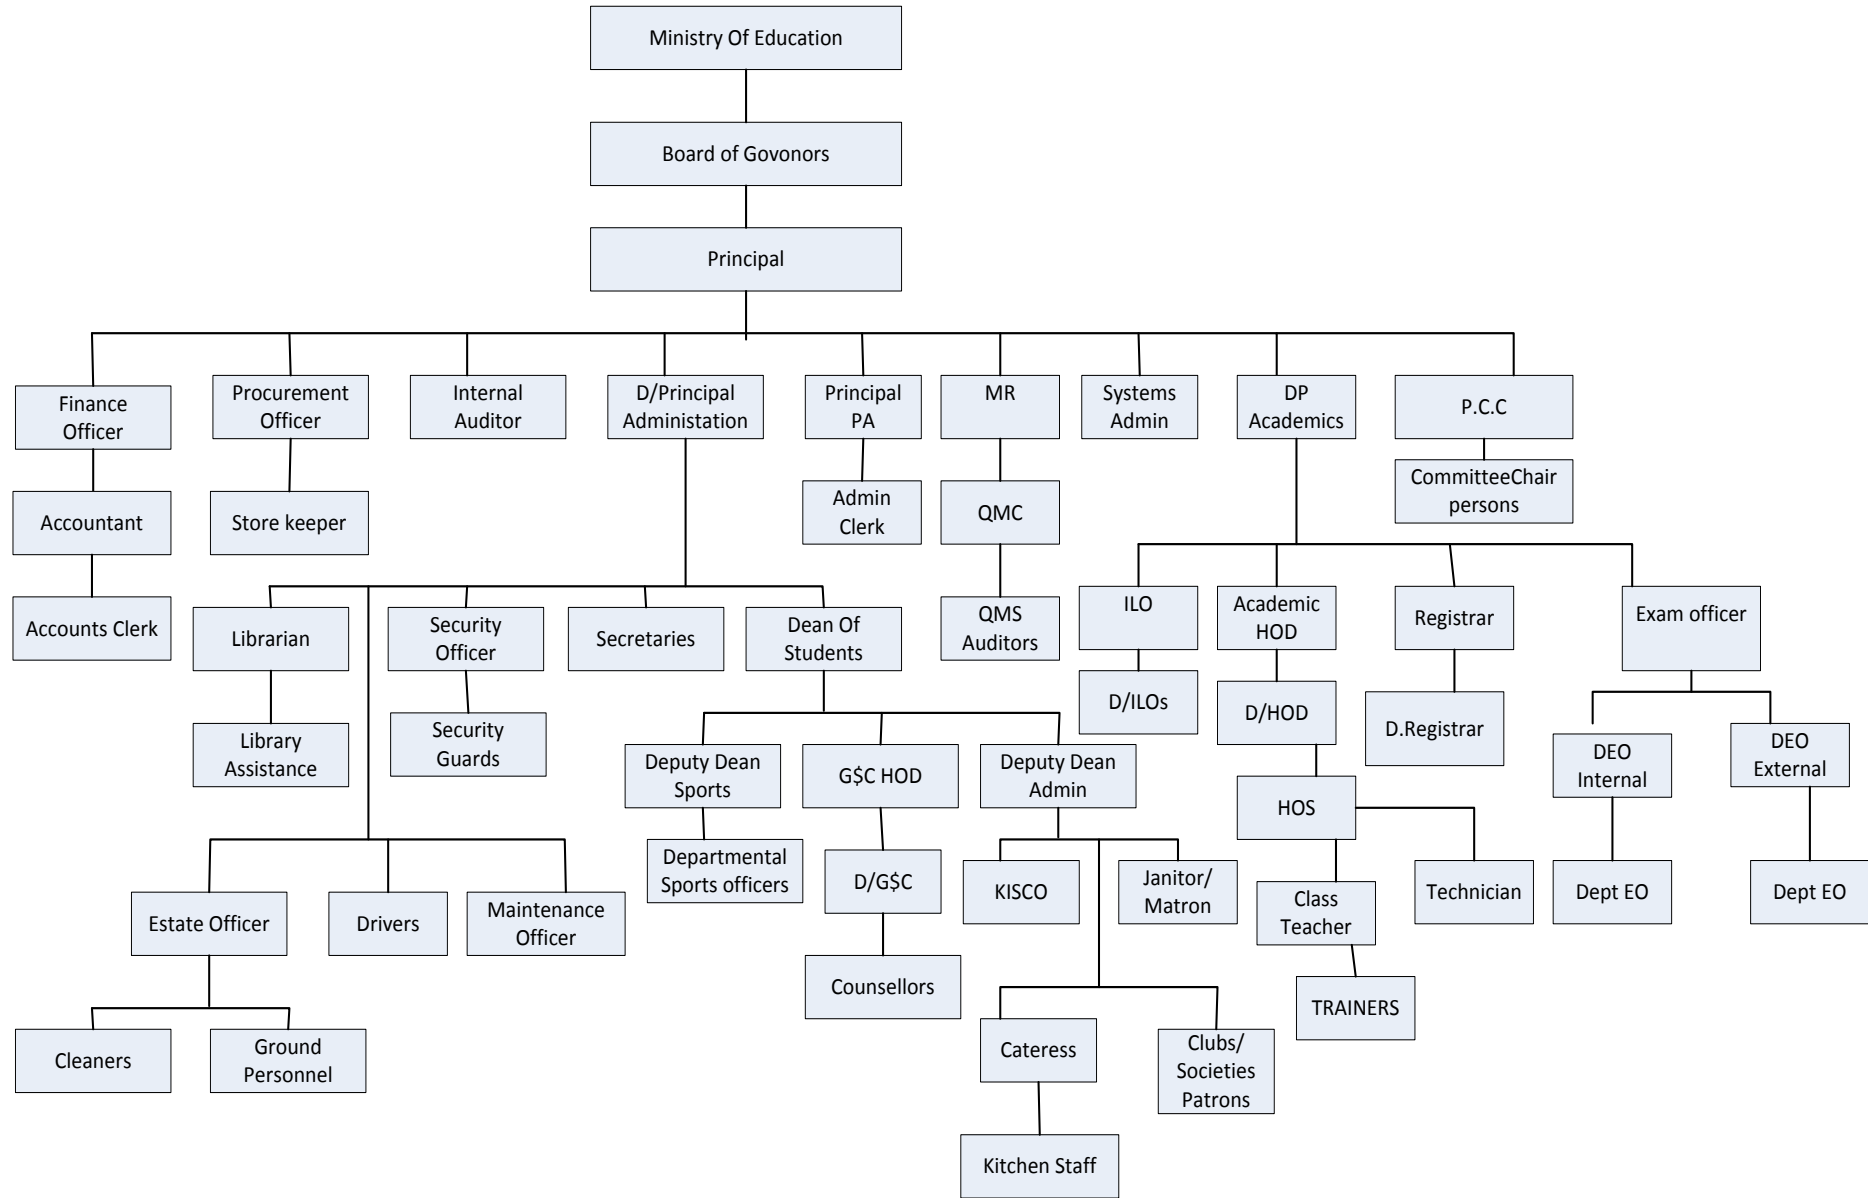 Ministry Of Education
Board of Govonors
Principal
Finance
Officer
Procurement
Officer
Internal
Auditor
D/Principal
Administation
Principal
PA
MR
Systems
Admin
DP
Academics
P.C.C
Accountant
Store keeper
Admin
Clerk
QMC
CommitteeChair
persons
Accounts Clerk
Librarian
Security
Officer
Secretaries
Dean Of
Students
QMS
Auditors
ILO
Academic
HOD
Registrar
Exam officer
Library
Assistance
Security
Guards
D/ILOs
D/HOD
D.Registrar
Deputy Dean
Sports
G$C HOD
Deputy Dean
Admin
HOS
DEO
Internal
DEO
External
Departmental
Sports officers
D/G$C
KISCO
Janitor/
Matron
Class
Teacher
Technician
Dept EO
Dept EO
Estate Officer
Drivers
Maintenance
Officer
Counsellors
TRAINERS
Cleaners
Ground
Personnel
Cateress
Clubs/
Societies
Patrons
Kitchen Staff